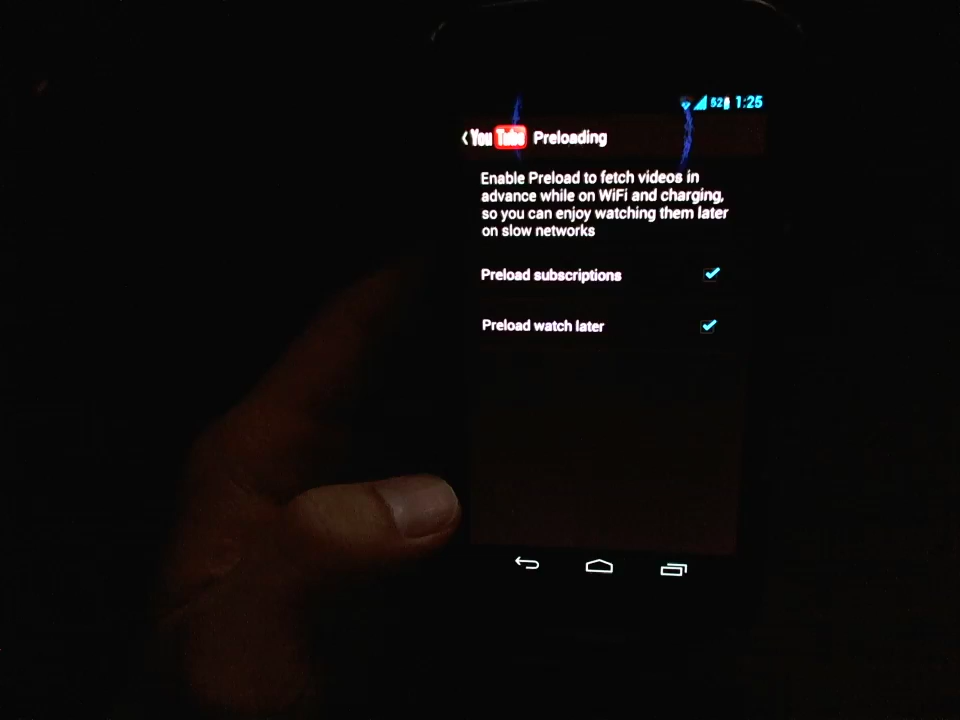 52 1:25
YouTube Preloading
Enable Preload to fetch videos in
advance while on WiFi and charging,
so you can enjoy watching them later
on slow networks
Preload subscriptions
Preload watch later